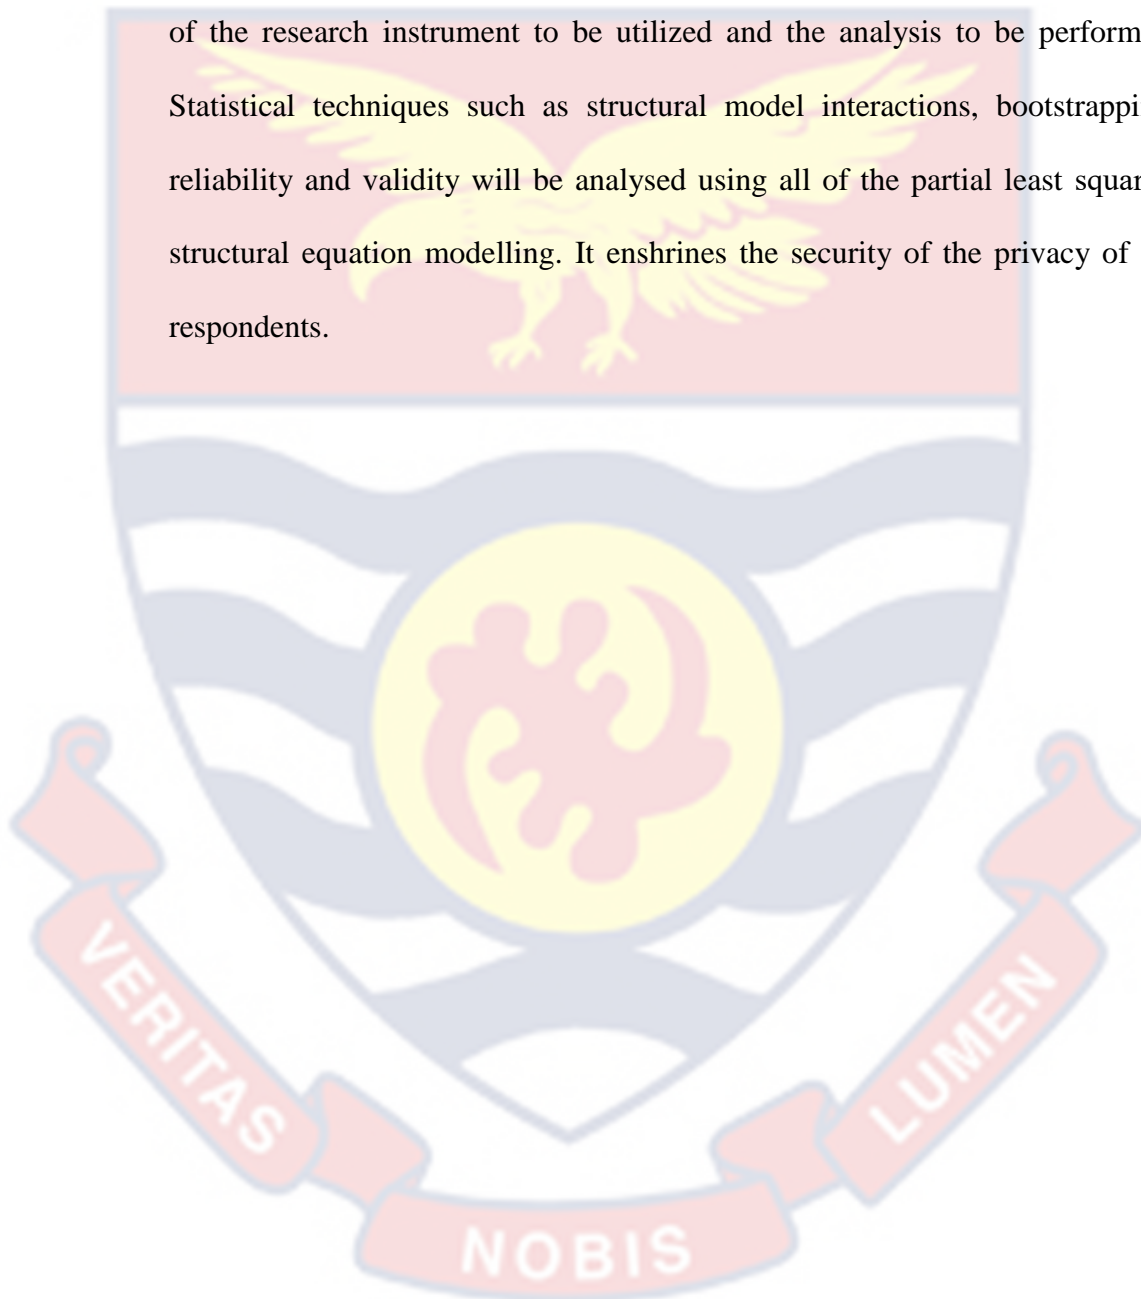 of the research instrument to be utilized and the analysis to be perform
Statistical techniques such as structural model interactions, bootstrappi
reliability and validity will be analysed using all of the partial least squar
structural equation modelling. It enshrines the security of the privacy of
respondents.
VERITAS
NOBIS
LUMEN